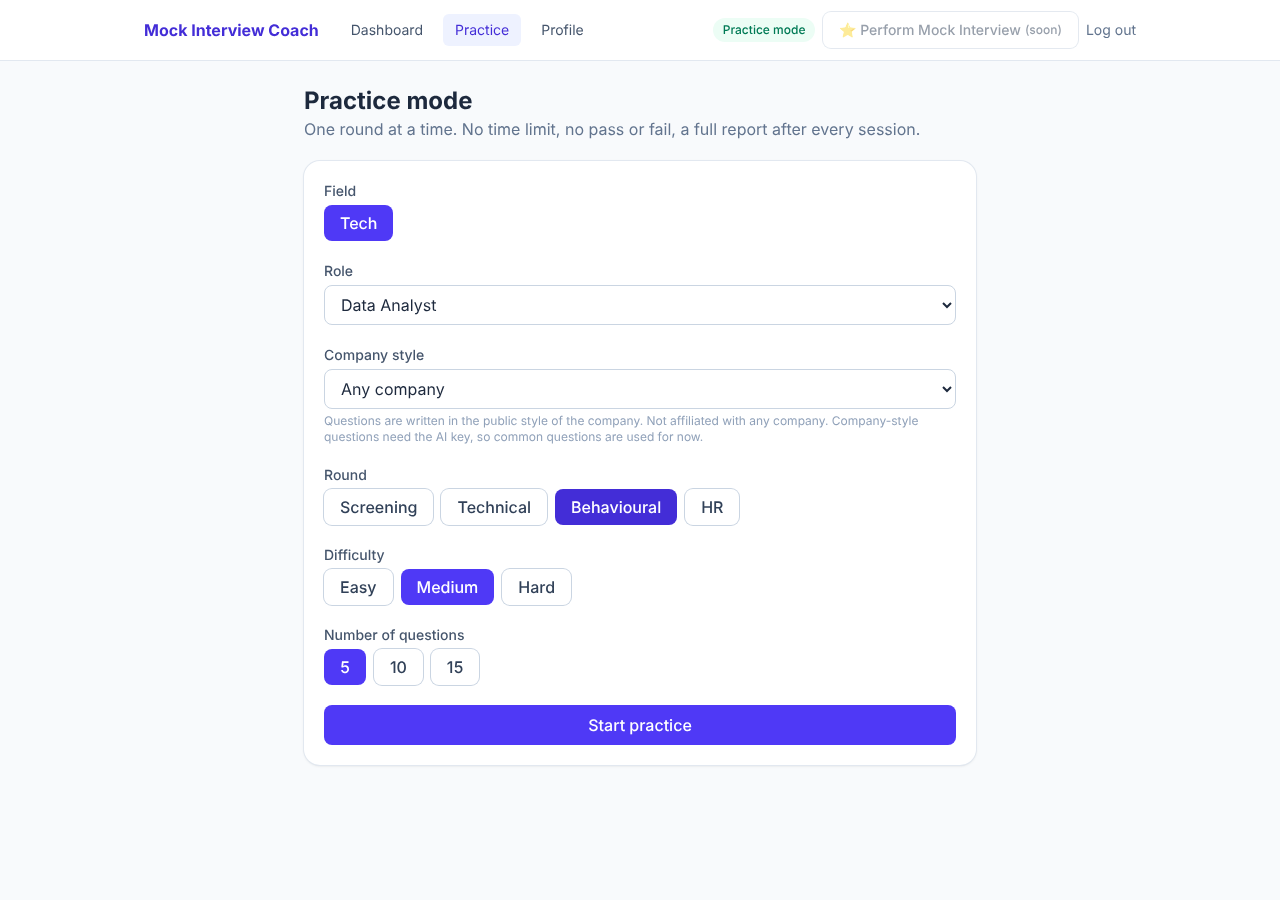 Mock Interview Coach
Dashboard
Practice
Profile
Practice mode
⭐ Perform Mock Interview (soon)
Log out
Practice mode
One round at a time. No time limit, no pass or fail, a full report after every session.
Field
Tech
Role
Data Analyst
Company style
Any company
Questions are written in the public style of the company. Not affiliated with any company. Company-style
questions need the AI key, so common questions are used for now.
Round
Screening
Technical
Behavioural
HR
Difficulty
Easy
Medium
Hard
Number of questions
5
10
15
Start practice